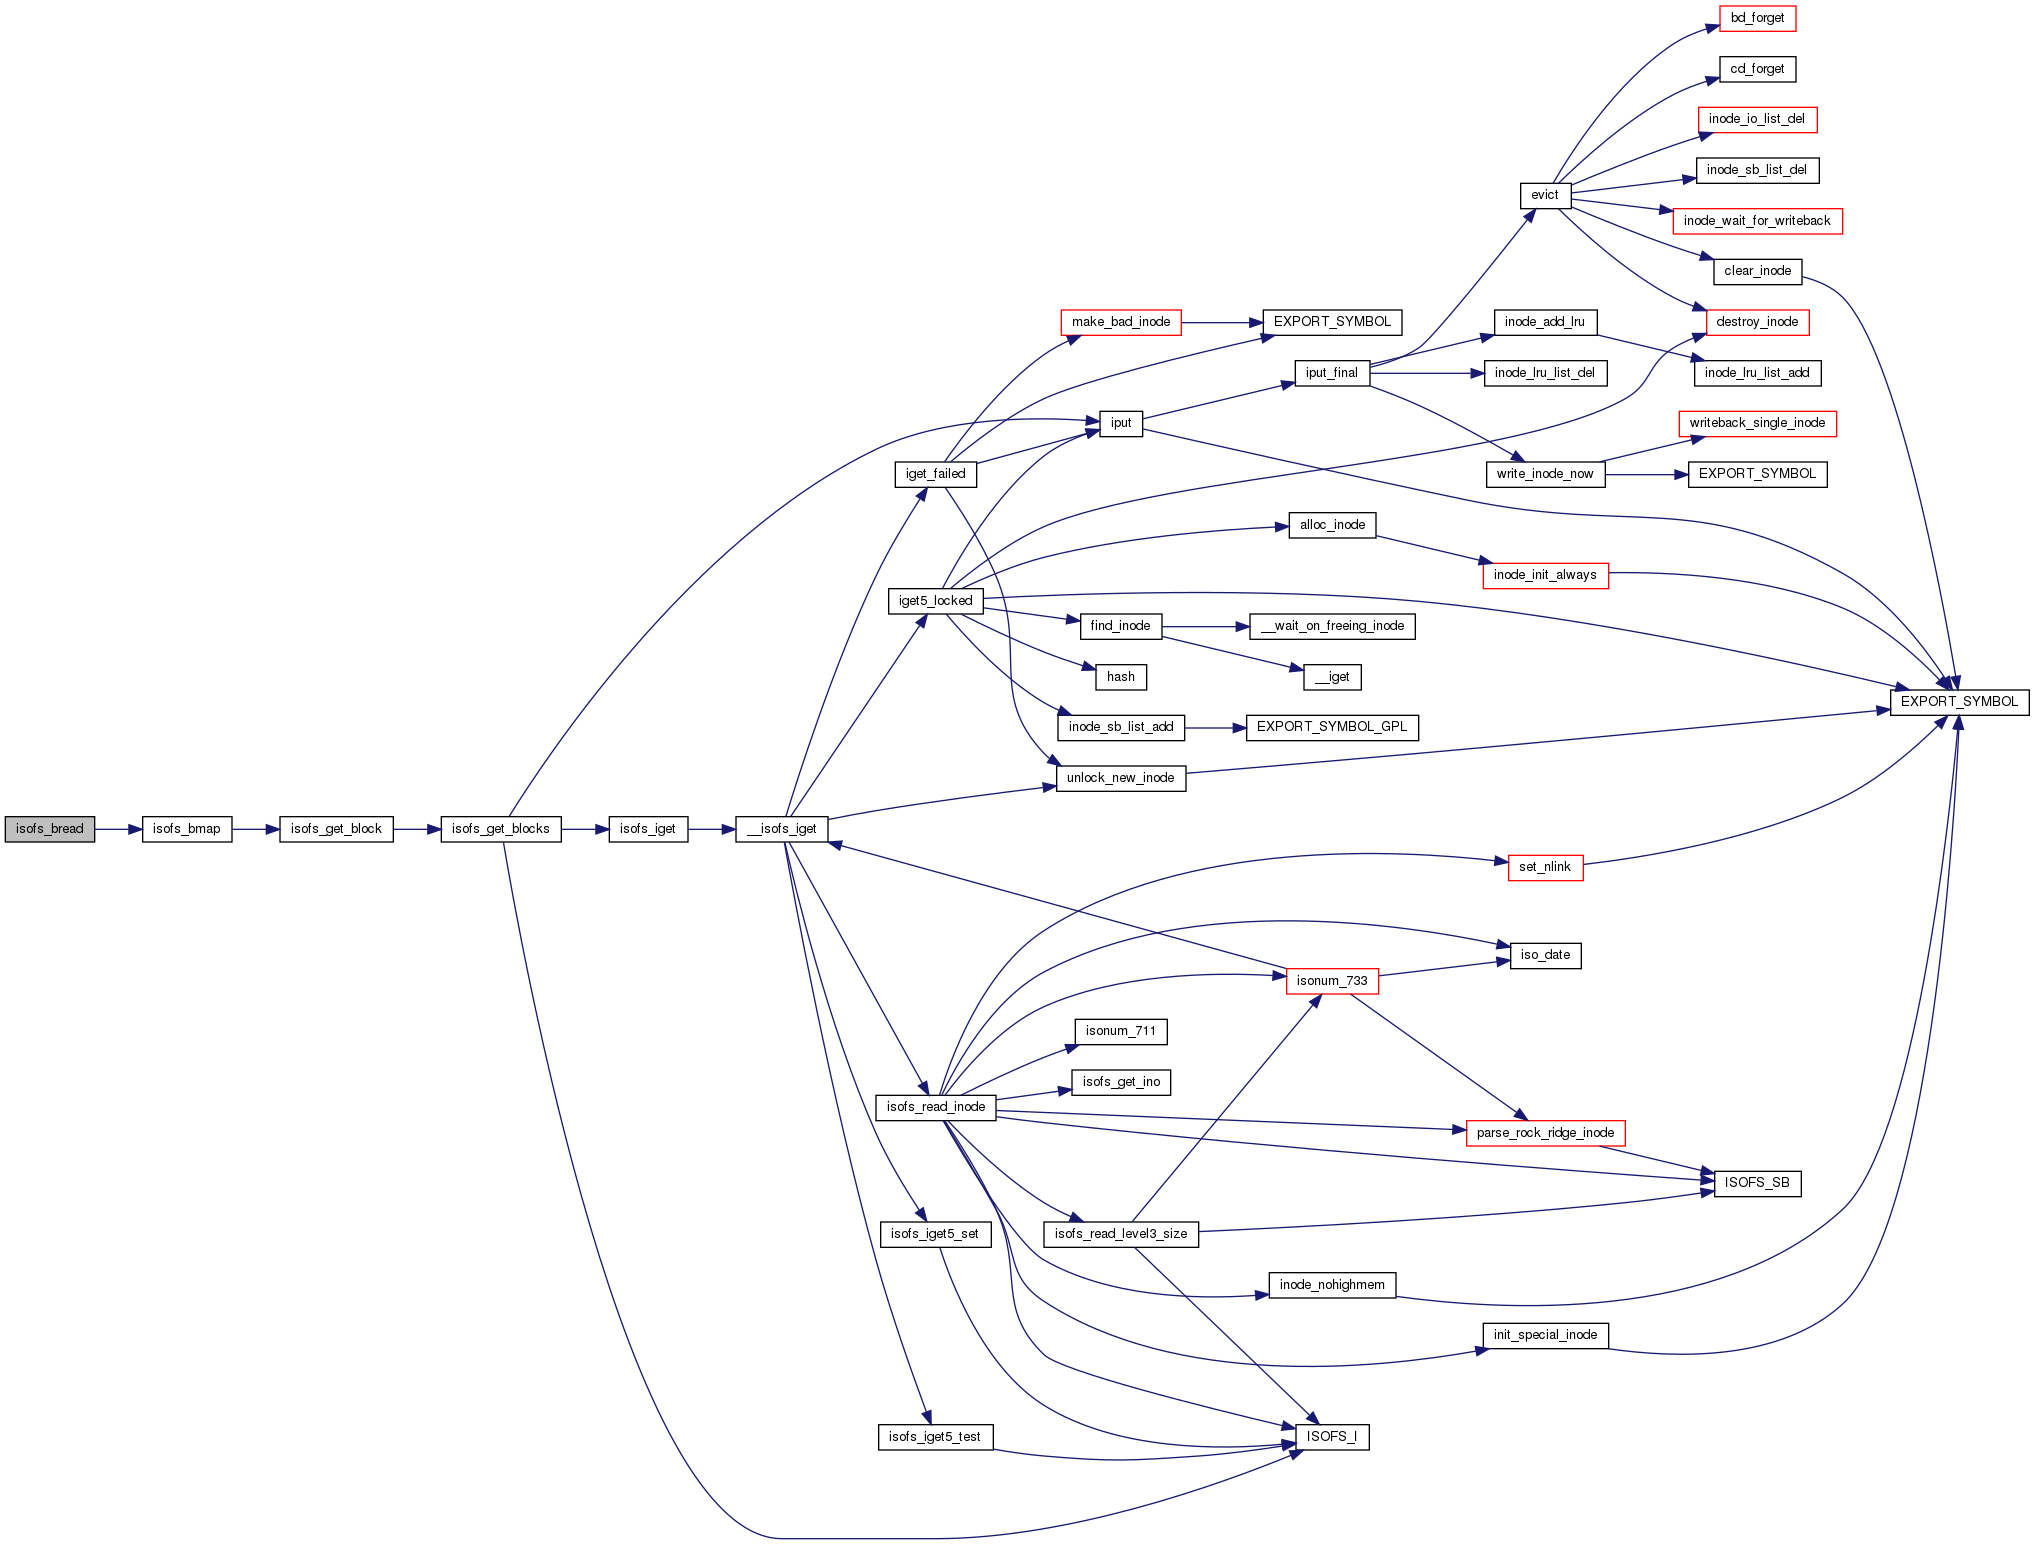 bd_forget
cd_forget
inode_io_list_del
inode_sb_list_del
evict
inode_wait_for_writeback
clear_inode
make_bad_inode
EXPORT_SYMBOL
inode_add_lru
destroy_inode
iput_final
inode_lru_list_del
inode_lru_list_add
iput
writeback_single_inode
iget_failed
write_inode_now
EXPORT_SYMBOL
alloc_inode
inode_init_always
iget5_locked
find_inode
__wait_on_freeing_inode
hash
__iget
EXPORT_SYMBOL
inode_sb_list_add
EXPORT_SYMBOL_GPL
unlock_new_inode
isofs_bread
isofs_bmap
isofs_get_block
isofs_get_blocks
isofs_iget
__isofs_iget
set_nlink
iso_date
isonum_733
isonum_711
isofs_get_ino
isofs_read_inode
parse_rock_ridge_inode
ISOFS_SB
isofs_iget5_set
isofs_read_level3_size
inode_nohighmem
init_special_inode
isofs_iget5_test
ISOFS_I